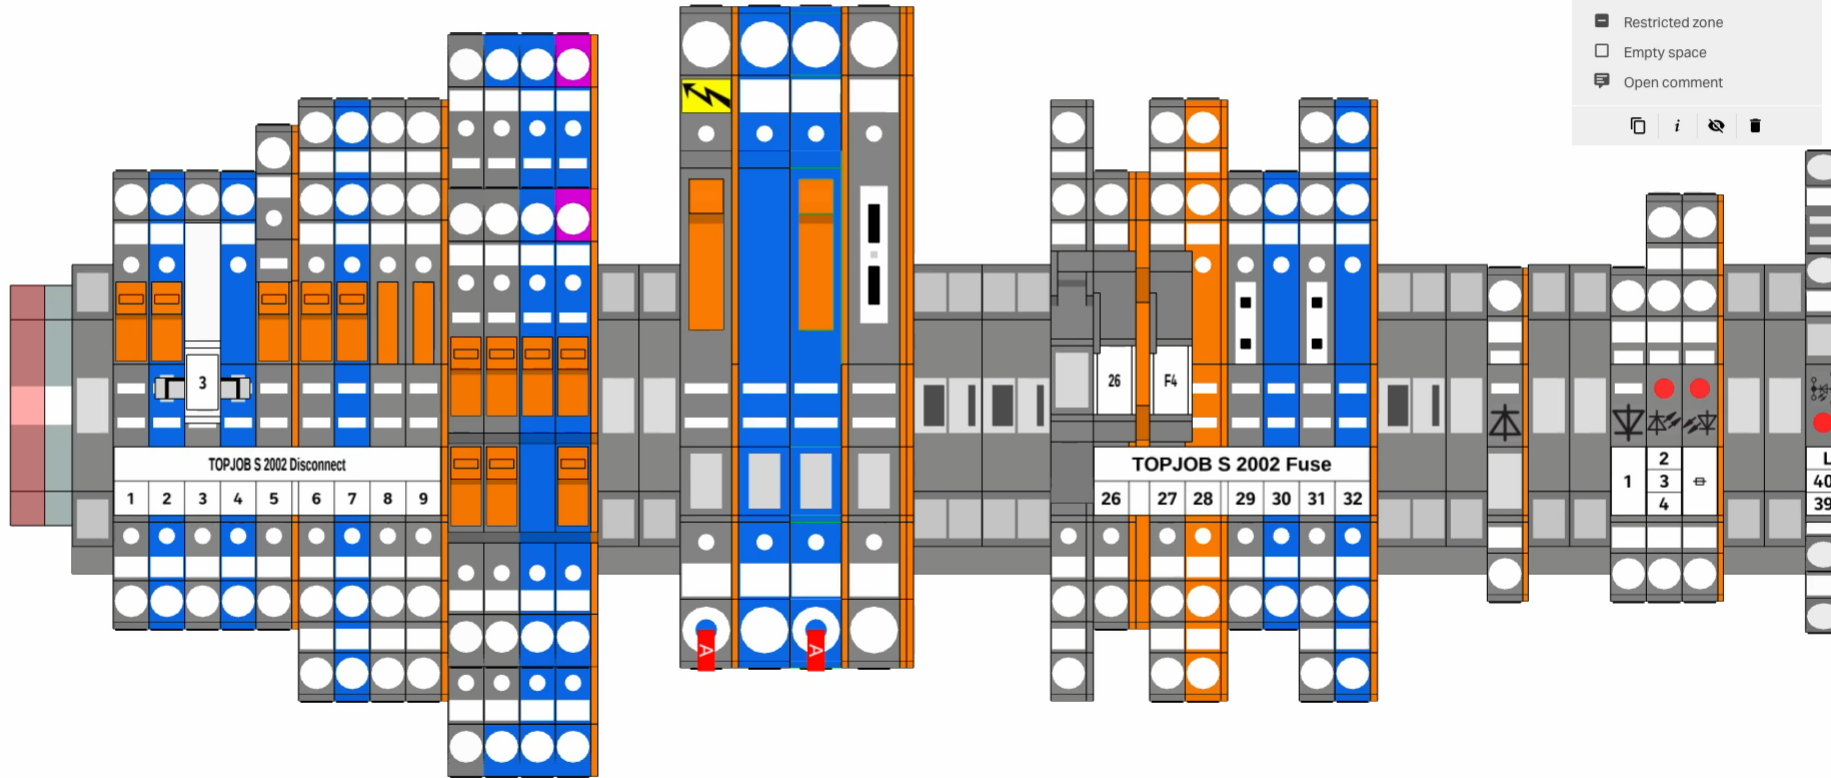 Restricted zone
Empty space
Open comment
i
3
26
F4
TOPJOB S 2002 Disconnect
1 2 3 4 5 6 7 8 9
TOPJOB S 2002 Fuse
26 27 28 29 30 31 32
A
A
1
2
3
4
L
40
39